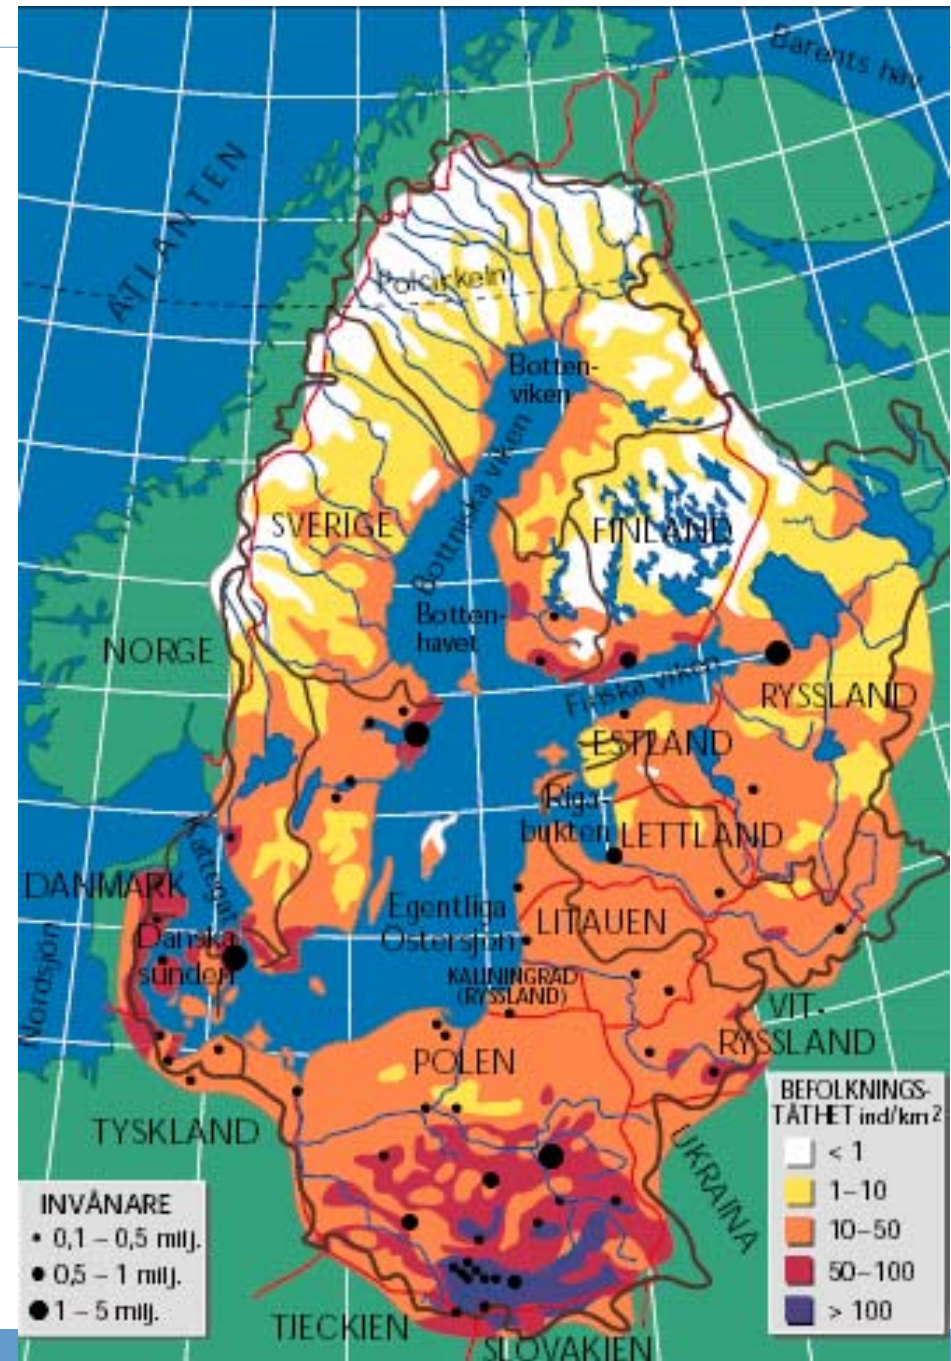 Barents hav
ATLANTEN
Polcirkeln
Botten-
viken
Bottniska viken
SVERIGE
FINLAND
Botten-
havet
NORGE
Finska viken
RYSSLAND
ESTLAND
Riga-
bukten
LETTLAND
Kattegat
DANMARK
Egentliga
Östersjön
LITAUEN
Danska
sunden
Nordsjön
KALININGRAD
(RYSSLAND)
VIT-
RYSSLAND
POLEN
TYSKLAND
UKRAINA
TJECKIEN
SLOVAKIEN
INVÅNARE
0,1 – 0,5 milj.
0,5 – 1 milj.
1 – 5 milj.
BEFOLKNINGS-
TÄTHET ind/km2
< 1
1–10
10–50
50–100
> 100